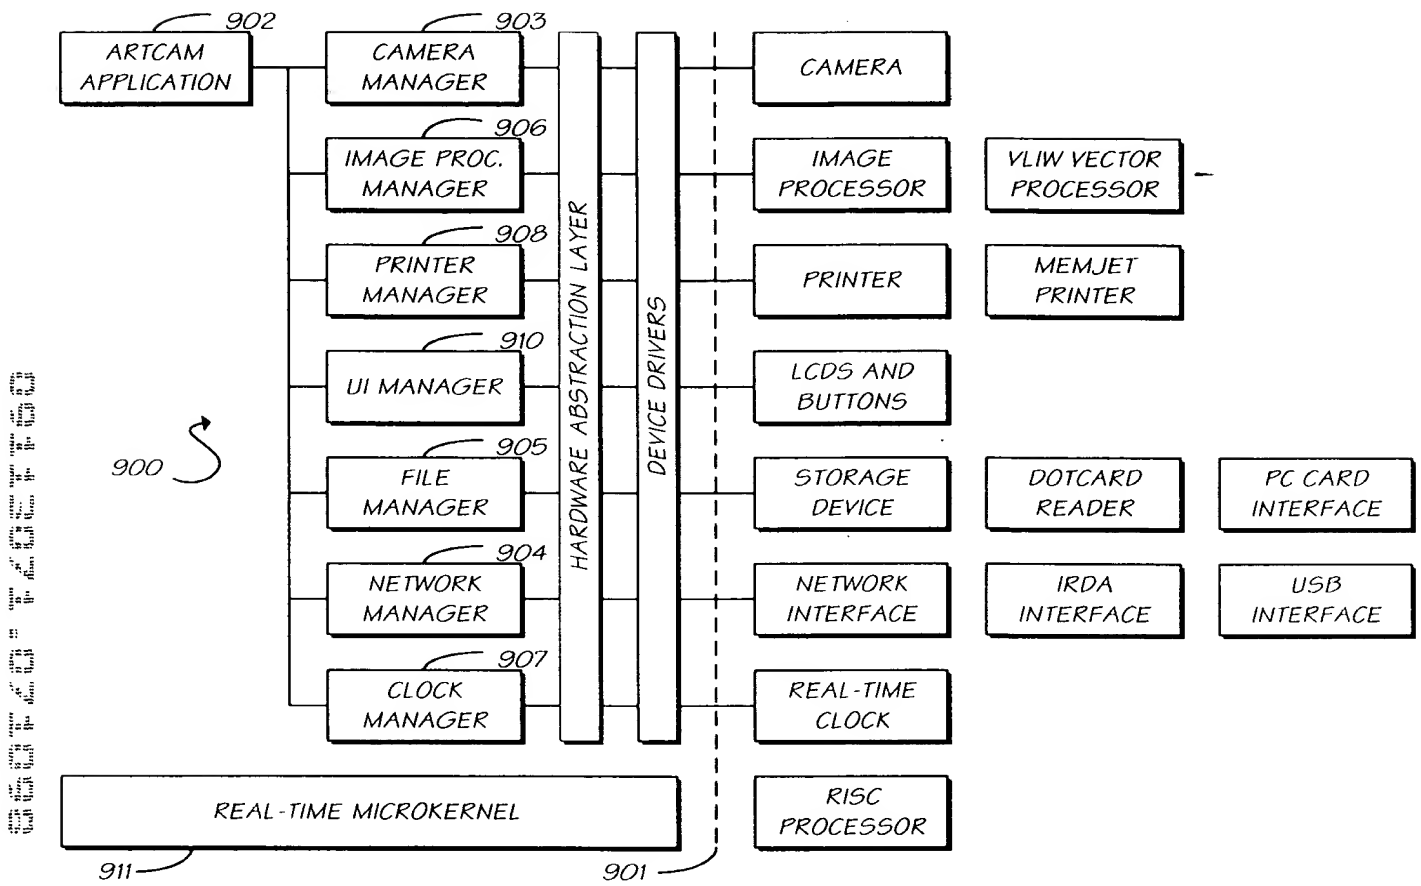 902
903
ARTCAM
APPLICATION
CAMERA
MANAGER
CAMERA
906
IMAGE PROC.
MANAGER
IMAGE
PROCESSOR
VLIW VECTOR
PROCESSOR
908
PRINTER
MANAGER
PRINTER
MEMJET
PRINTER
HARDWARE ABSTRACTION LAYER
DEVICE DRIVERS
910
UI MANAGER
LCDS AND
BUTTONS
900
905
FILE
MANAGER
STORAGE
DEVICE
DOTCARD
READER
PC CARD
INTERFACE
904
NETWORK
MANAGER
NETWORK
INTERFACE
IRDA
INTERFACE
USB
INTERFACE
907
CLOCK
MANAGER
REAL-TIME
CLOCK
REAL-TIME MICROKERNEL
RISC
PROCESSOR
911
901